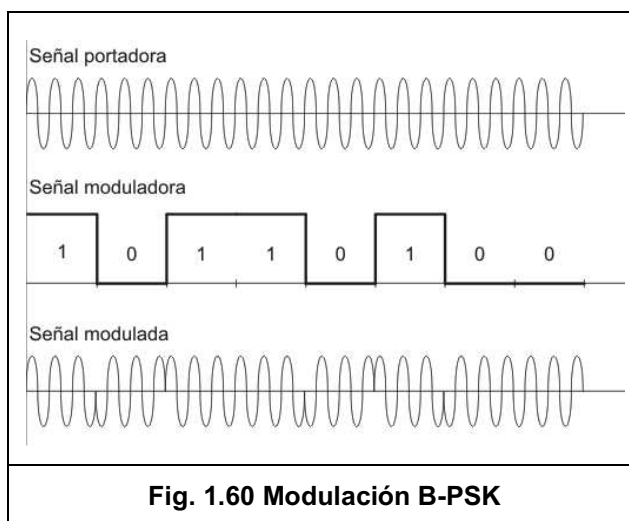 Señal portadora
Señal moduladora
1 0 1 1 0 1 0 0
Señal modulada
Fig. 1.60 Modulación B-PSK